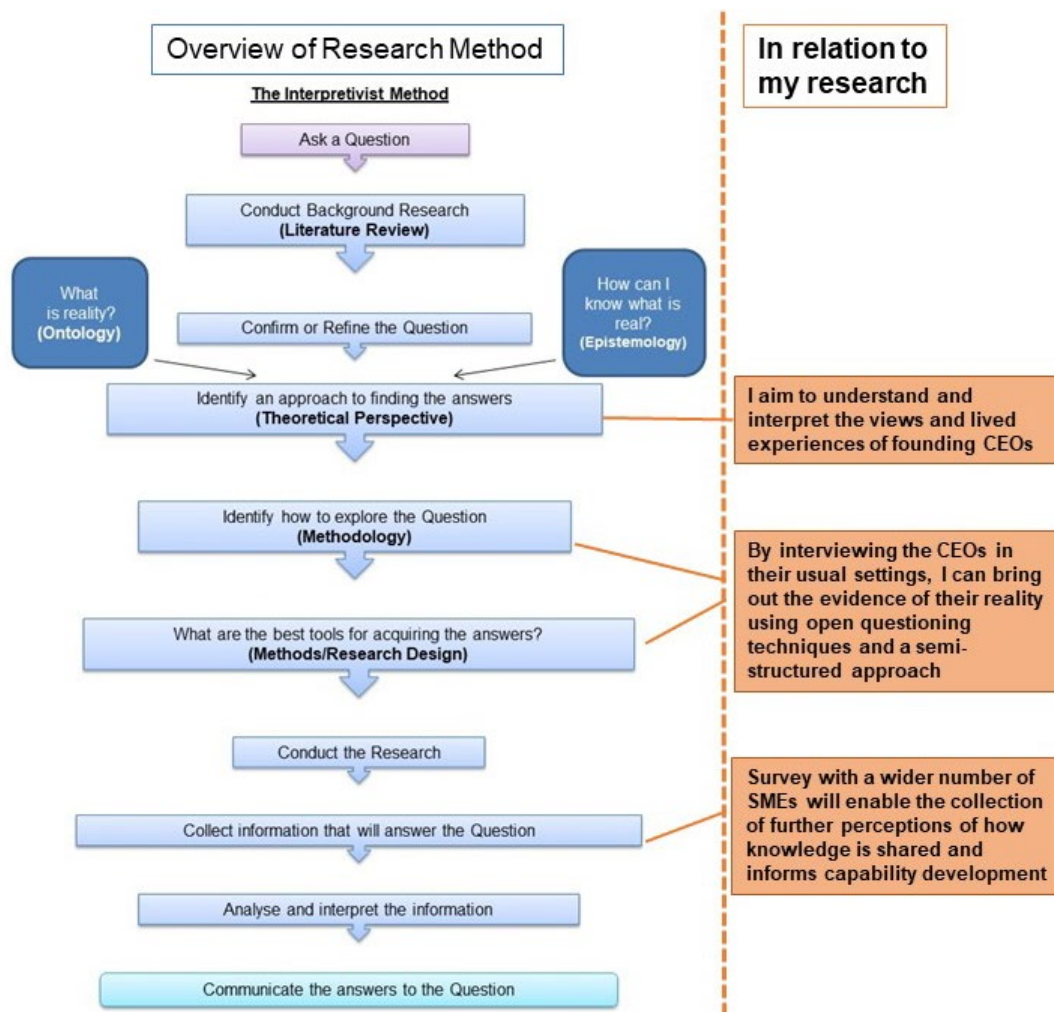 Overview of Research Method
The Interpretivist Method
Ask a Question
Conduct Background Research
(Literature Review)
What
is reality?
(Ontology)
How can I
know what is
real?
(Epistemology)
Confirm or Refine the Question
Identify an approach to finding the answers
(Theoretical Perspective)
Identify how to explore the Question
(Methodology)
What are the best tools for acquiring the answers?
(Methods/Research Design)
Conduct the Research
Collect information that will answer the Question
Analyse and interpret the information
Communicate the answers to the Question
In relation to
my research
I aim to understand and
interpret the views and lived
experiences of founding CEOs
By interviewing the CEOs in
their usual settings, I can bring
out the evidence of their reality
using open questioning
techniques and a semi-
structured approach
Survey with a wider number of
SMEs will enable the collection
of further perceptions of how
knowledge is shared and
informs capability development